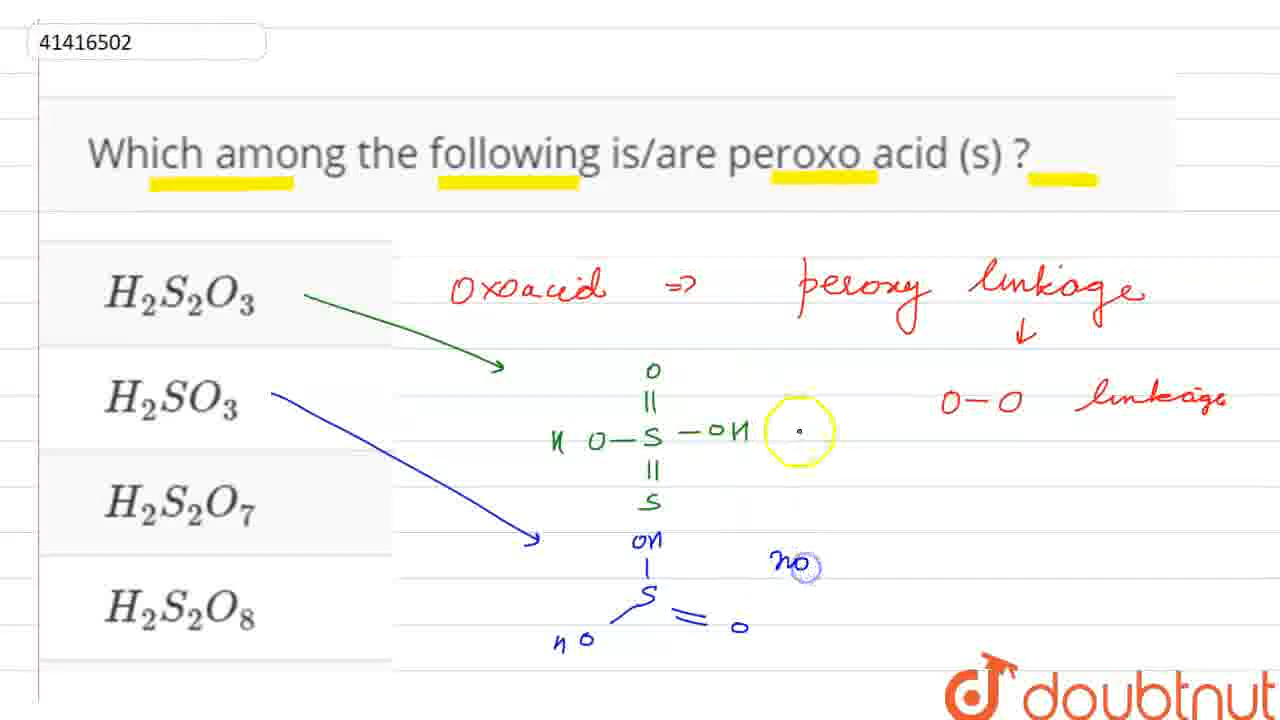 41416502
Which among the following is/are peroxo acid (s) ?
H₂S₂O₃
H₂SO₃
H₂S₂O₇
H₂S₂O₈
Oxoacid ⇒ peroxy linkage
↓
O—O linkage
O
||
H O—S—OH
||
S
OH
|
S
H O = O
no
doubtnut